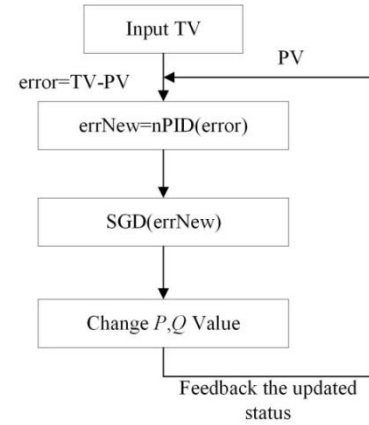 Input TV
PV
error=TV-PV
errNew=nPID(error)
SGD(errNew)
Change P,Q Value
Feedback the updated
status